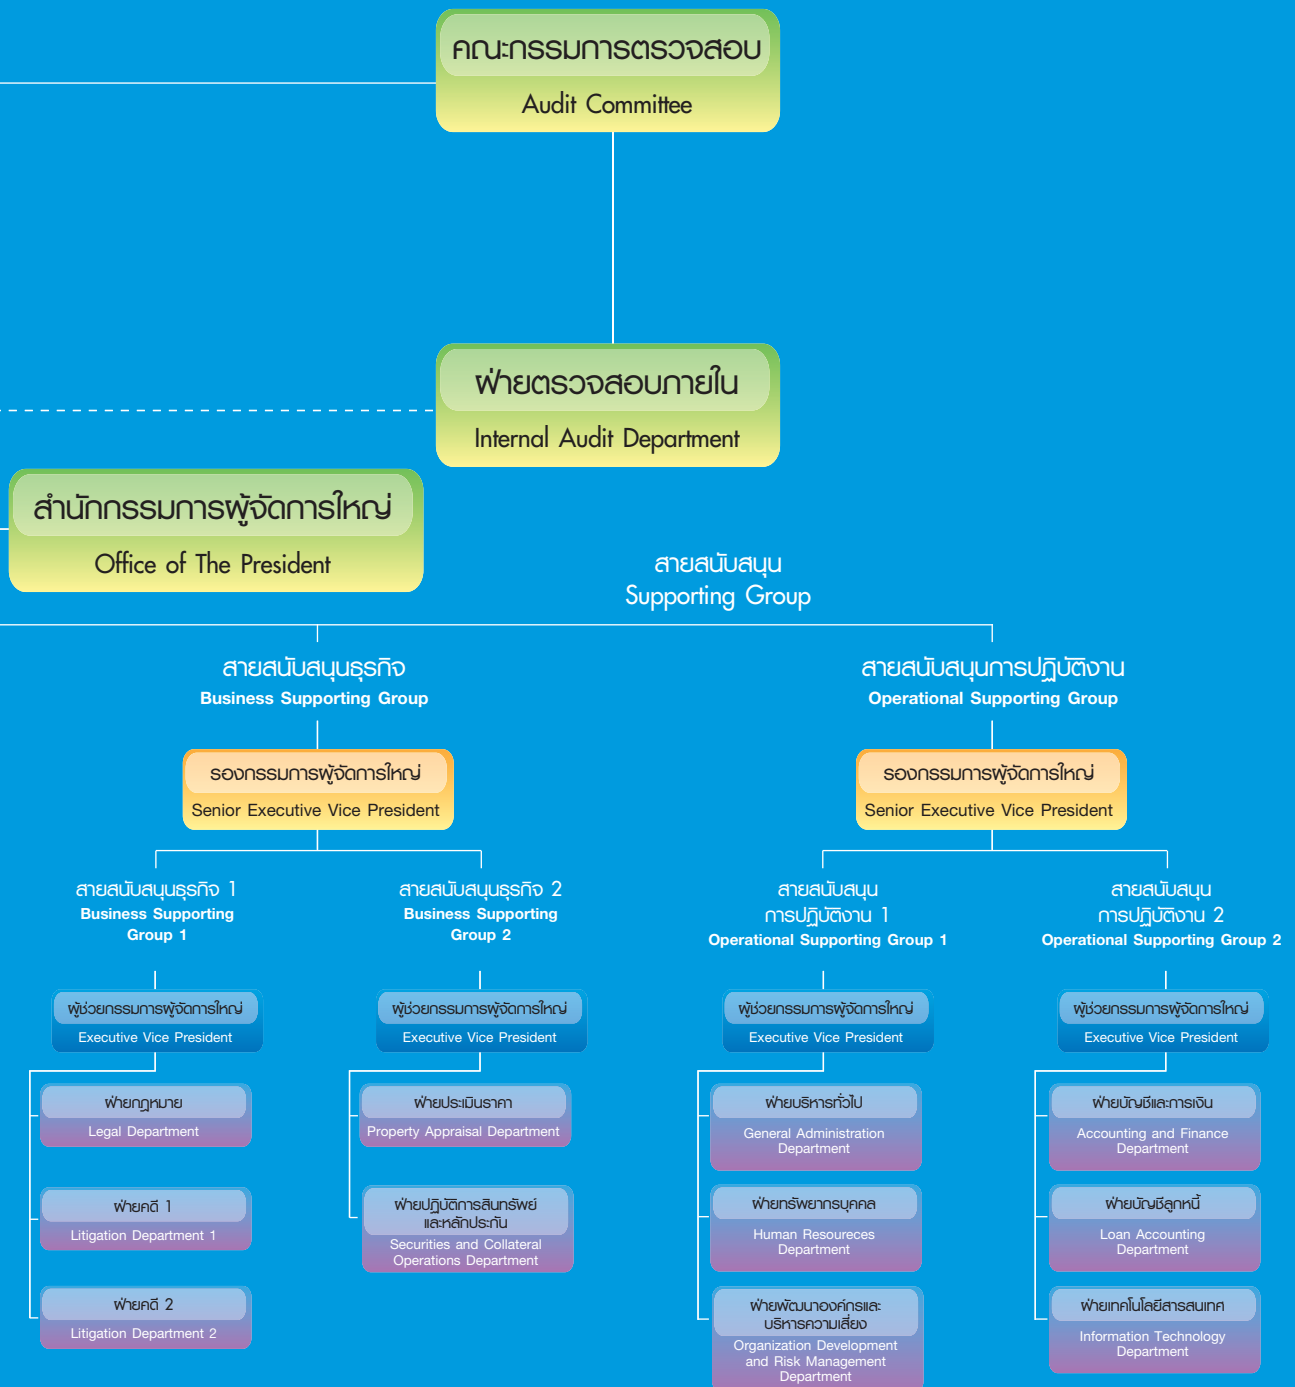 คณะกรรมการตรวจสอบ
Audit Committee
ฝ่ายตรวจสอบภายใน
Internal Audit Department
สำนักกรรมการผู้จัดการใหญ่
Office of The President
สายสนับสนุน
Supporting Group
สายสนับสนุนธุรกิจ
Business Supporting Group
รองกรรมการผู้จัดการใหญ่
Senior Executive Vice President
สายสนับสนุนธุรกิจ 1
Business Supporting
Group 1
ผู้ช่วยกรรมการผู้จัดการใหญ่
Executive Vice President
ฝ่ายกฎหมาย
Legal Department
ฝ่ายคดี 1
Litigation Department 1
ฝ่ายคดี 2
Litigation Department 2
สายสนับสนุนธุรกิจ 2
Business Supporting
Group 2
ผู้ช่วยกรรมการผู้จัดการใหญ่
Executive Vice President
ฝ่ายประเมินราคา
Property Appraisal Department
ฝ่ายปฏิบัติการสินทรัพย์
และหลักประกัน
Securities and Collateral
Operations Department
สายสนับสนุนการปฏิบัติงาน
Operational Supporting Group
รองกรรมการผู้จัดการใหญ่
Senior Executive Vice President
สายสนับสนุน
การปฏิบัติงาน 1
Operational Supporting Group 1
ผู้ช่วยกรรมการผู้จัดการใหญ่
Executive Vice President
ฝ่ายบริหารทั่วไป
General Administration
Department
ฝ่ายทรัพยากรบุคคล
Human Resoureces
Department
ฝ่ายพัฒนาองค์กรและ
บริหารความเสี่ยง
Organization Development
and Risk Management
Department
สายสนับสนุน
การปฏิบัติงาน 2
Operational Supporting Group 2
ผู้ช่วยกรรมการผู้จัดการใหญ่
Executive Vice President
ฝ่ายบัญชีและการเงิน
Accounting and Finance
Department
ฝ่ายบัญชีลูกหนี้
Loan Accounting
Department
ฝ่ายเทคโนโลยีสารสนเทศ
Information Technology
Department